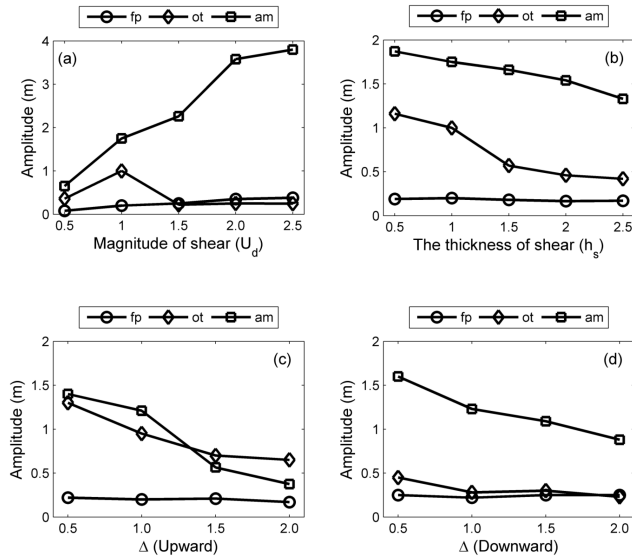 fp ot am
(a)
Amplitude (m)
4
3
2
1
0
0.5 1.0 1.5 2.0 2.5
Magnitude of shear (U_d)
fp ot am
(b)
Amplitude (m)
2
1.5
1
0.5
0
0.5 1 1.5 2 2.5
The thickness of shear (h_s)
fp ot am
(c)
Amplitude (m)
2
1.5
1
0.5
0
0.5 1.0 1.5 2.0
Δ (Upward)
fp ot am
(d)
Amplitude (m)
2
1.5
1
0.5
0
0.5 1.0 1.5 2.0
Δ (Downward)